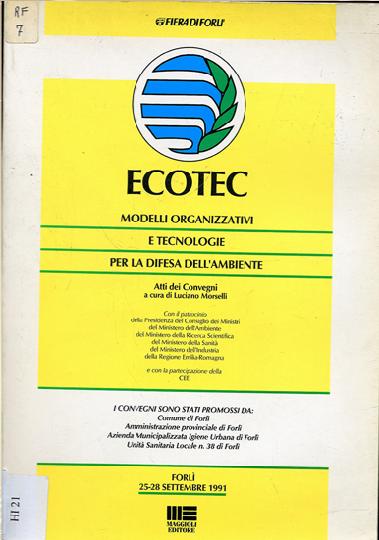 RF
7
FIERA DI FORLI'
ECOTEC
MODELLI ORGANIZZATIVI
E TECNOLOGIE
PER LA DIFESA DELL'AMBIENTE
Atti dei Convegni
a cura di Luciano Morselli
Con il patrocinio
della Presidenza del Consiglio dei Ministri
del Ministero dell'Ambiente
del Ministero della Ricerca Scientifica
del Ministero della Sanità
del Ministero dell'Industria
della Regione Emilia-Romagna
e con la partecipazione della
CEE
I CONVEGNI SONO STATI PROMOSSI DA:
Comune di Forlì
Amministrazione provinciale di Forlì
Azienda Municipalizzata Igiene Urbana di Forlì
Unità Sanitaria Locale n. 38 di Forlì
FORLÌ
25-28 SETTEMBRE 1991
MAGGIOLI
EDITORE
HI 21